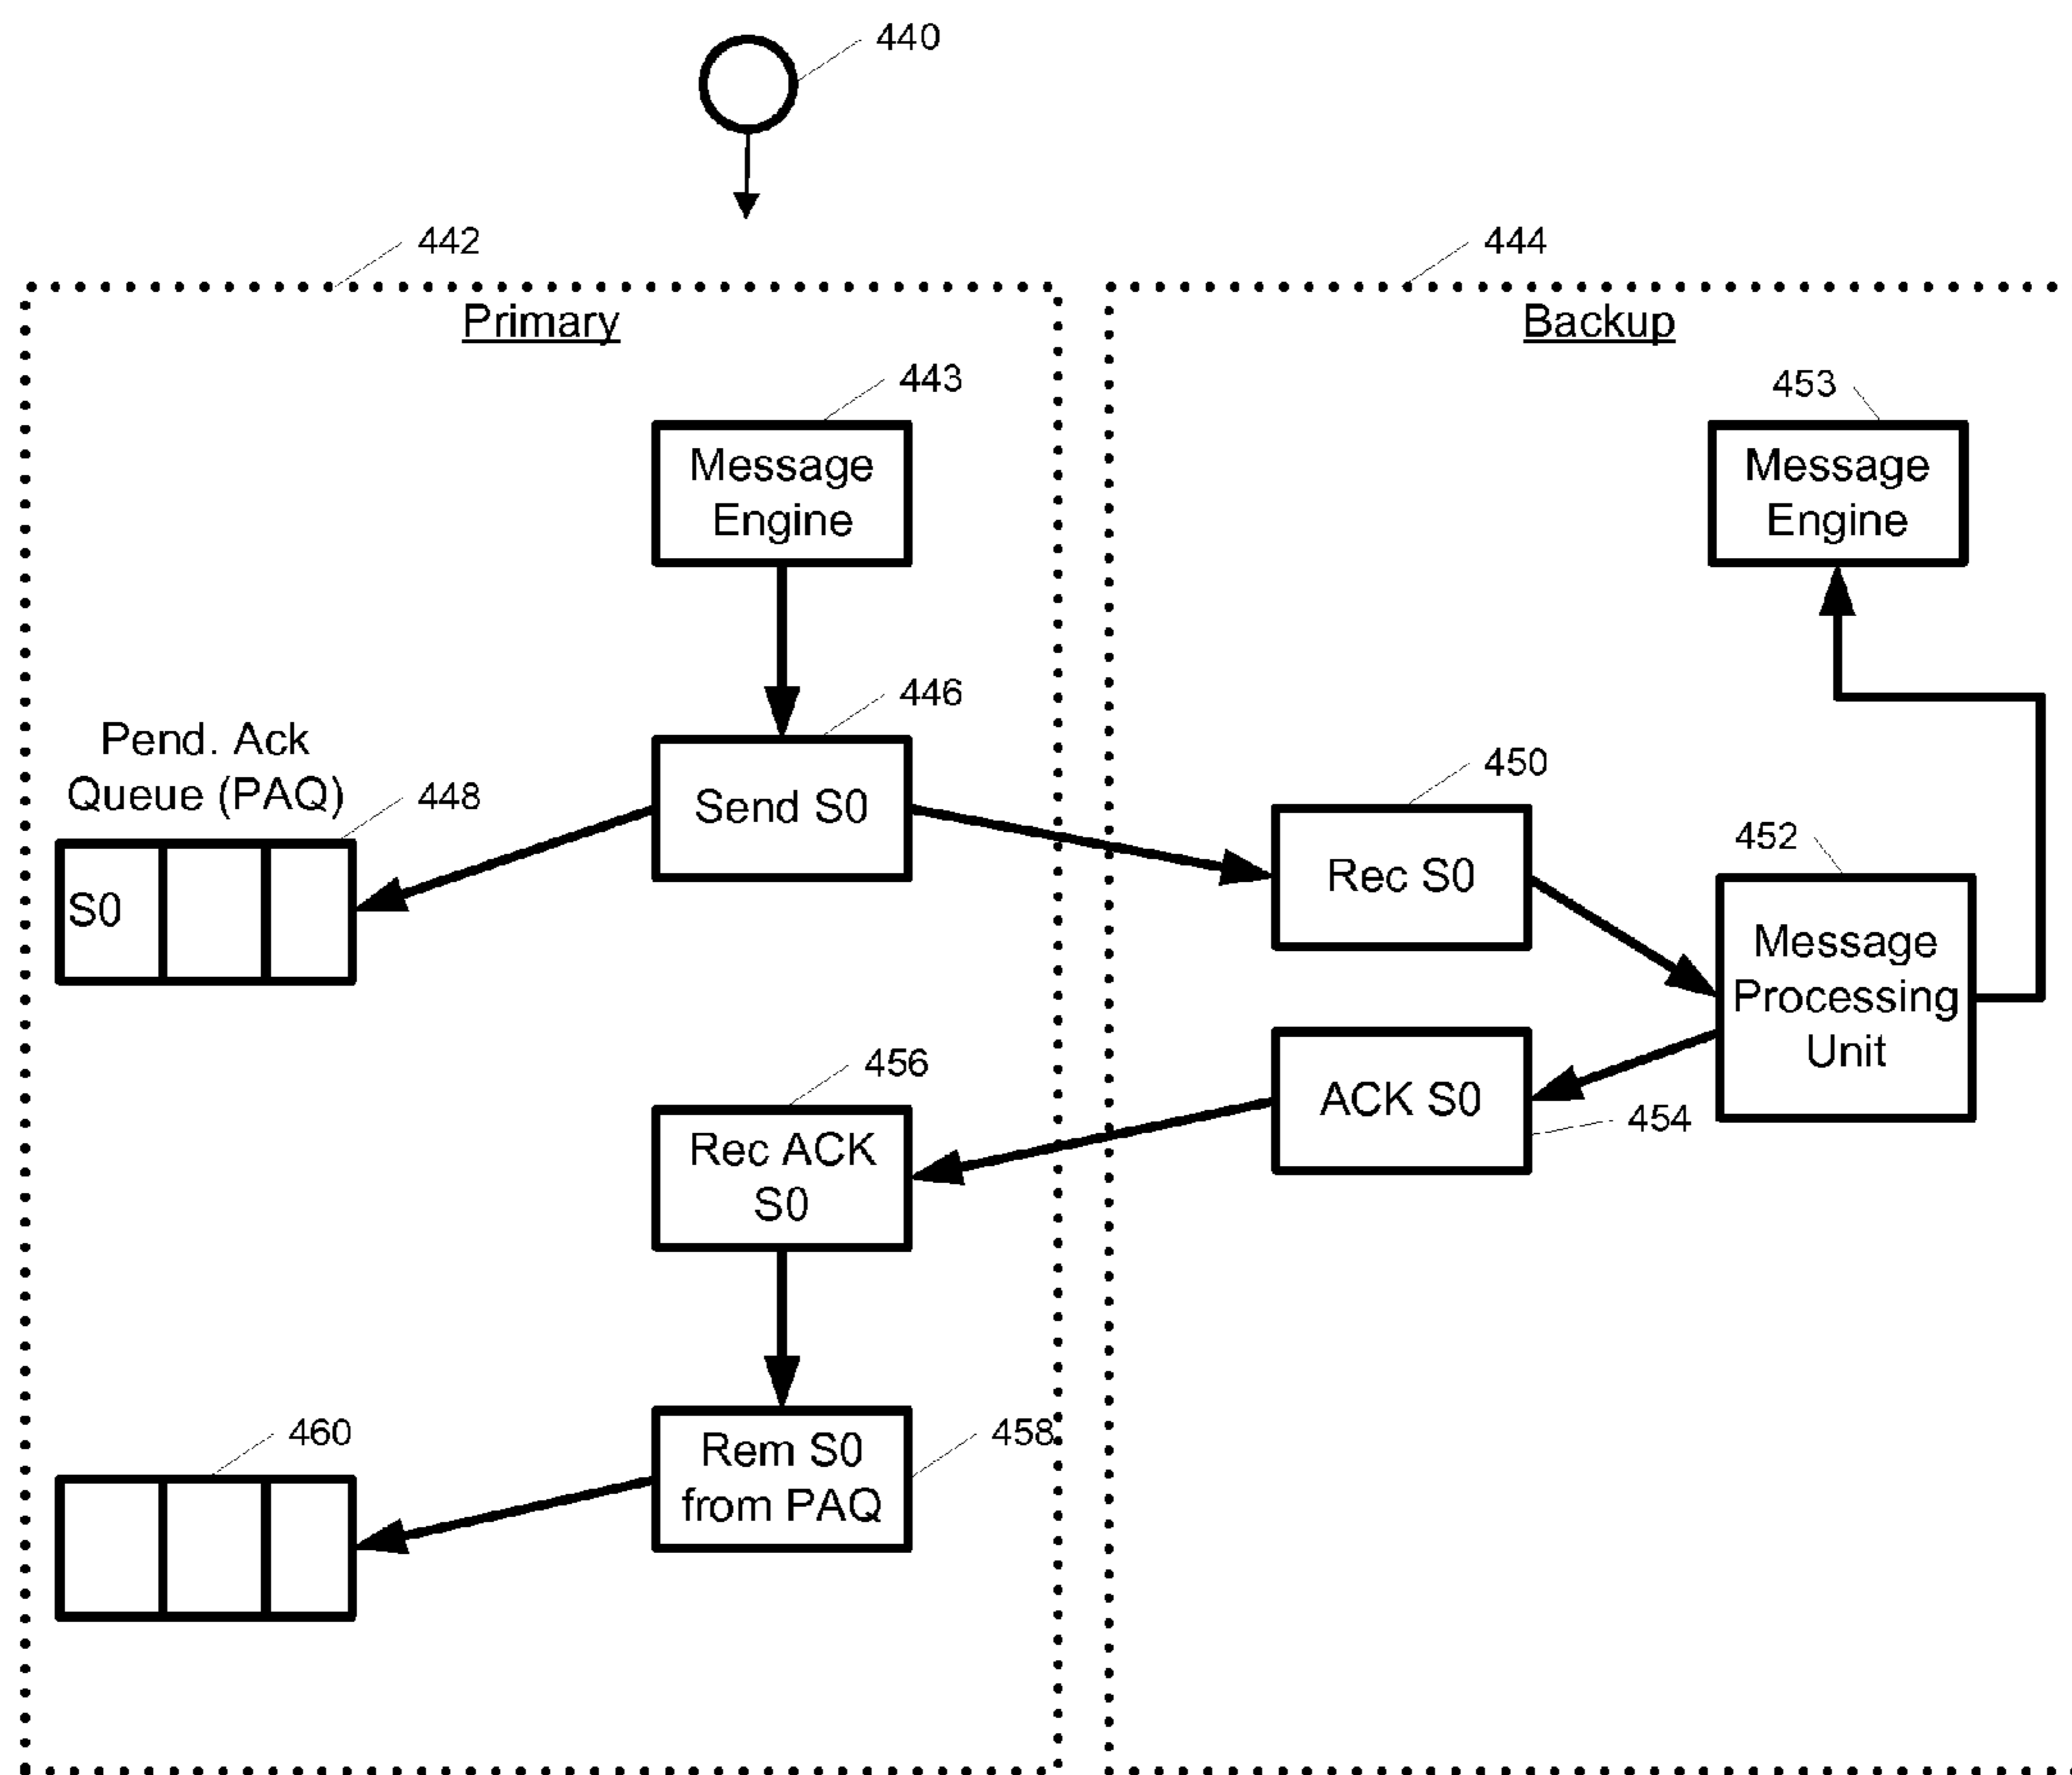 440
442
444
Primary
Backup
443
453
Message
Engine
Message
Engine
446
Pend. Ack
Queue (PAQ)
448
450
Send S0
452
S0
Rec S0
Message
Processing
Unit
456
ACK S0
454
Rec ACK
S0
460
458
Rem S0
from PAQ